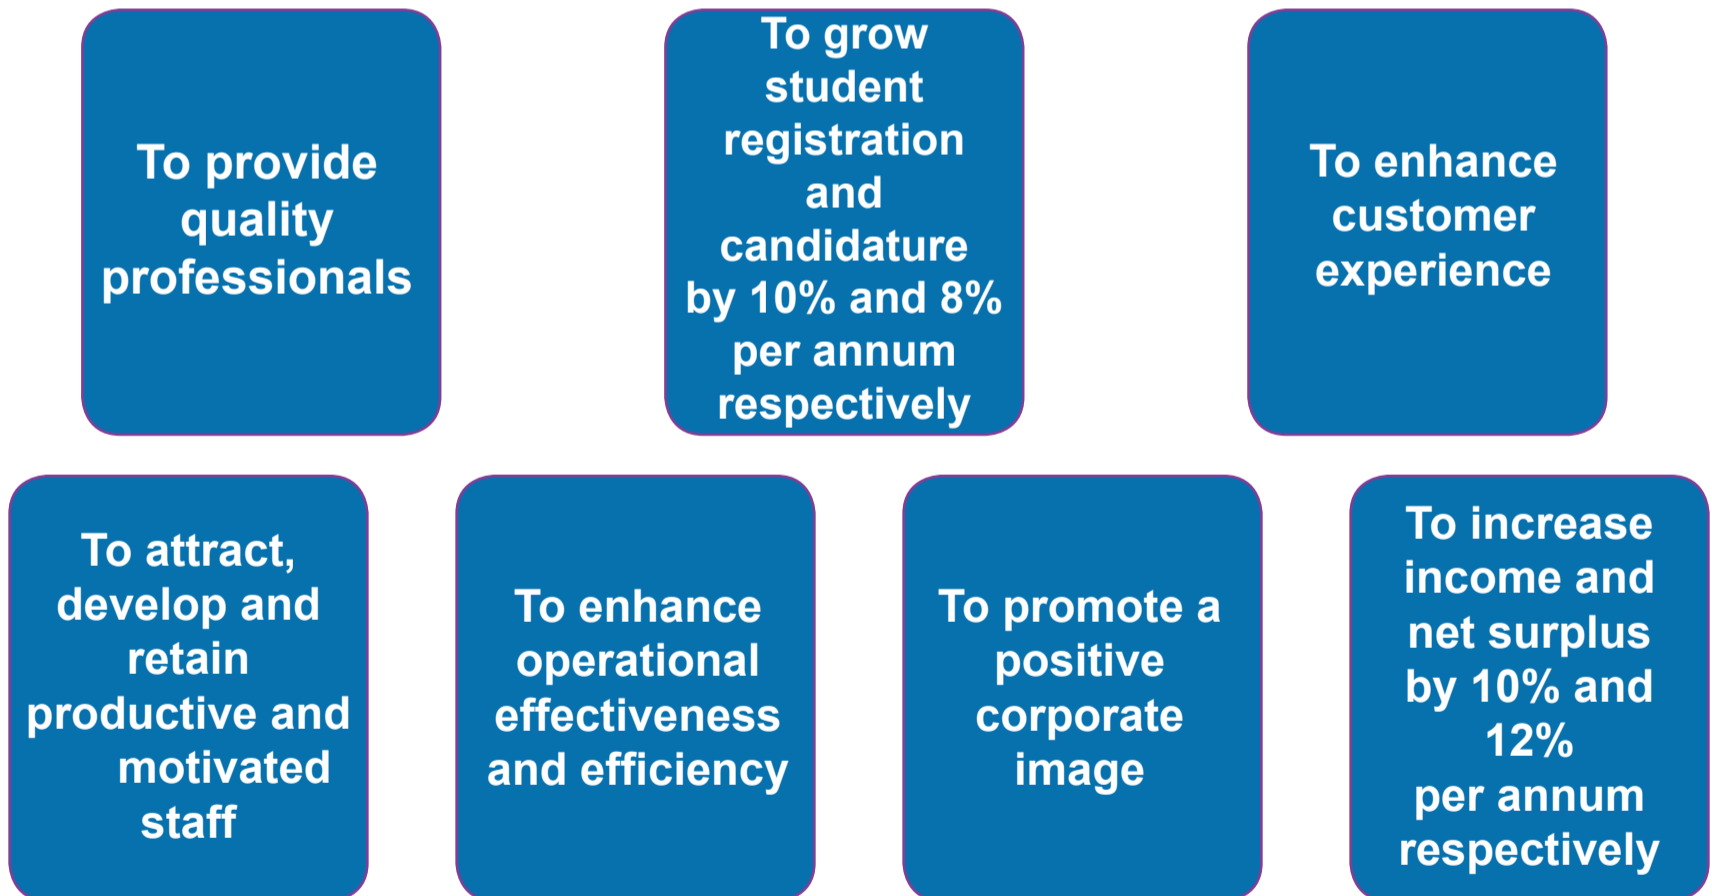 To provide
quality
professionals
To grow
student
registration
and
candidature
by 10% and 8%
per annum
respectively
To enhance
customer
experience
To attract,
develop and
retain
productive and
motivated
staff
To enhance
operational
effectiveness
and efficiency
To promote a
positive
corporate
image
To increase
income and
net surplus
by 10% and
12%
per annum
respectively